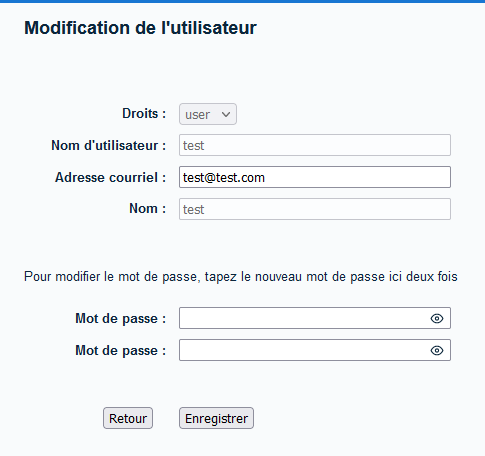 Modification de l'utilisateur
Droits : user
Nom d'utilisateur : test
Adresse courriel : test@test.com
Nom : test
Pour modifier le mot de passe, tapez le nouveau mot de passe ici deux fois
Mot de passe :
Mot de passe :
Retour Enregistrer